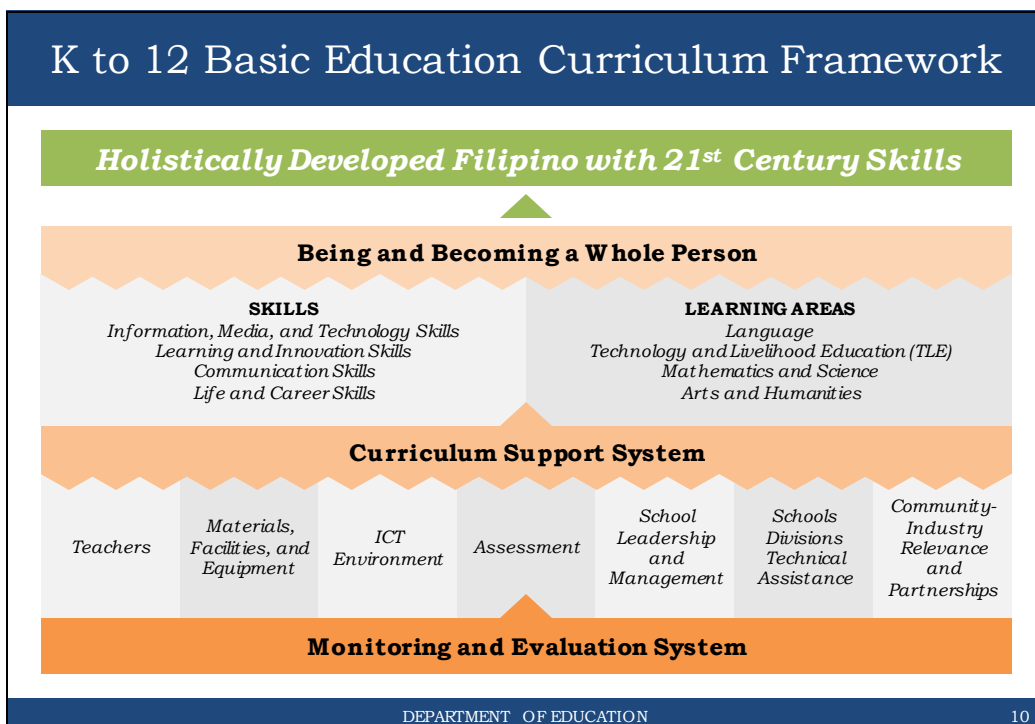 K to 12 Basic Education Curriculum Framework
Holistically Developed Filipino with 21st Century Skills
Being and Becoming a Whole Person
SKILLS
Information, Media, and Technology Skills
Learning and Innovation Skills
Communication Skills
Life and Career Skills
LEARNING AREAS
Language
Technology and Livelihood Education (TLE)
Mathematics and Science
Arts and Humanities
Curriculum Support System
Teachers
Materials,
Facilities, and
Equipment
ICT
Environment
Assessment
School
Leadership
and
Management
Schools
Divisions
Technical
Assistance
Community-
Industry
Relevance
and
Partnerships
Monitoring and Evaluation System
DEPARTMENT OF EDUCATION
10